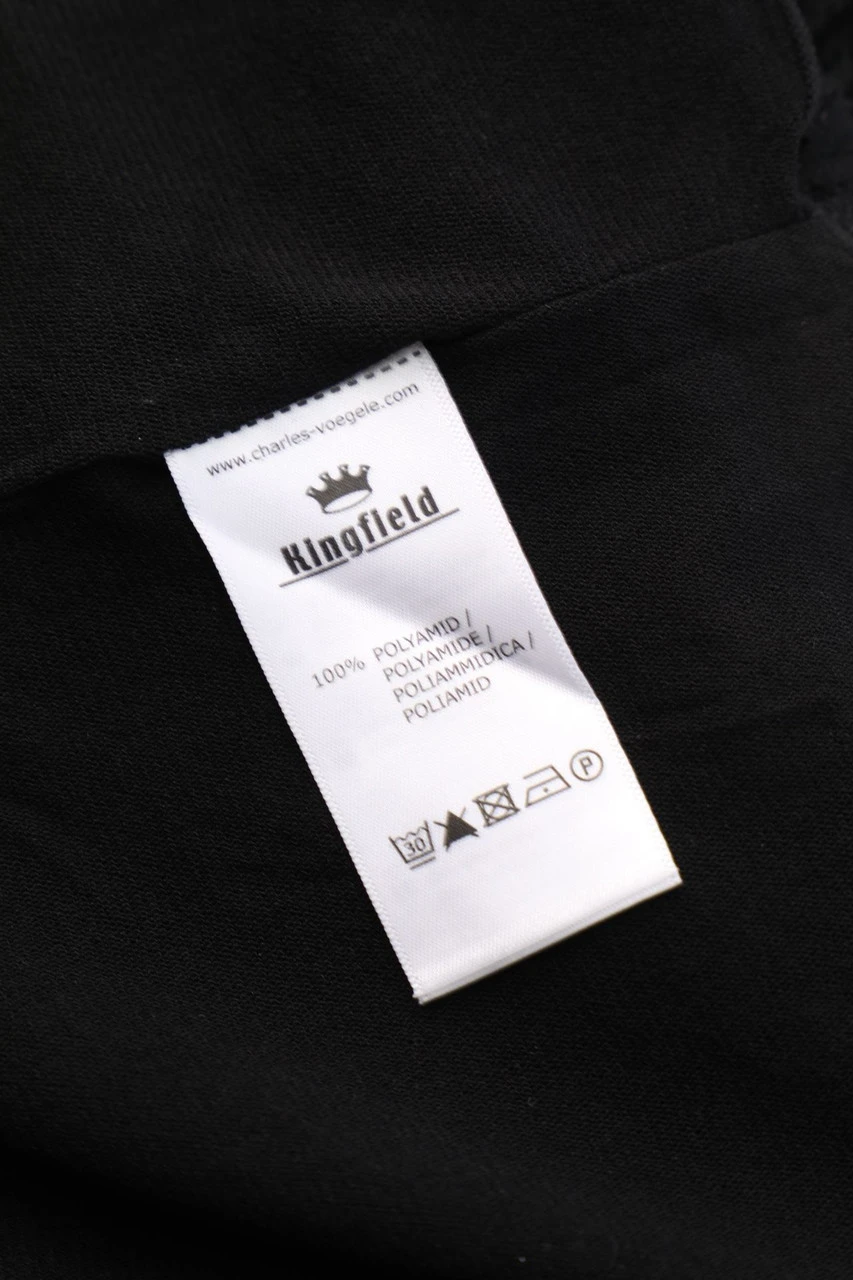 www.charles-voegele.com
Kingfield
100% POLYAMID /
POLYAMIDE /
POLIAMMIDICA /
POLIAMID
30 P